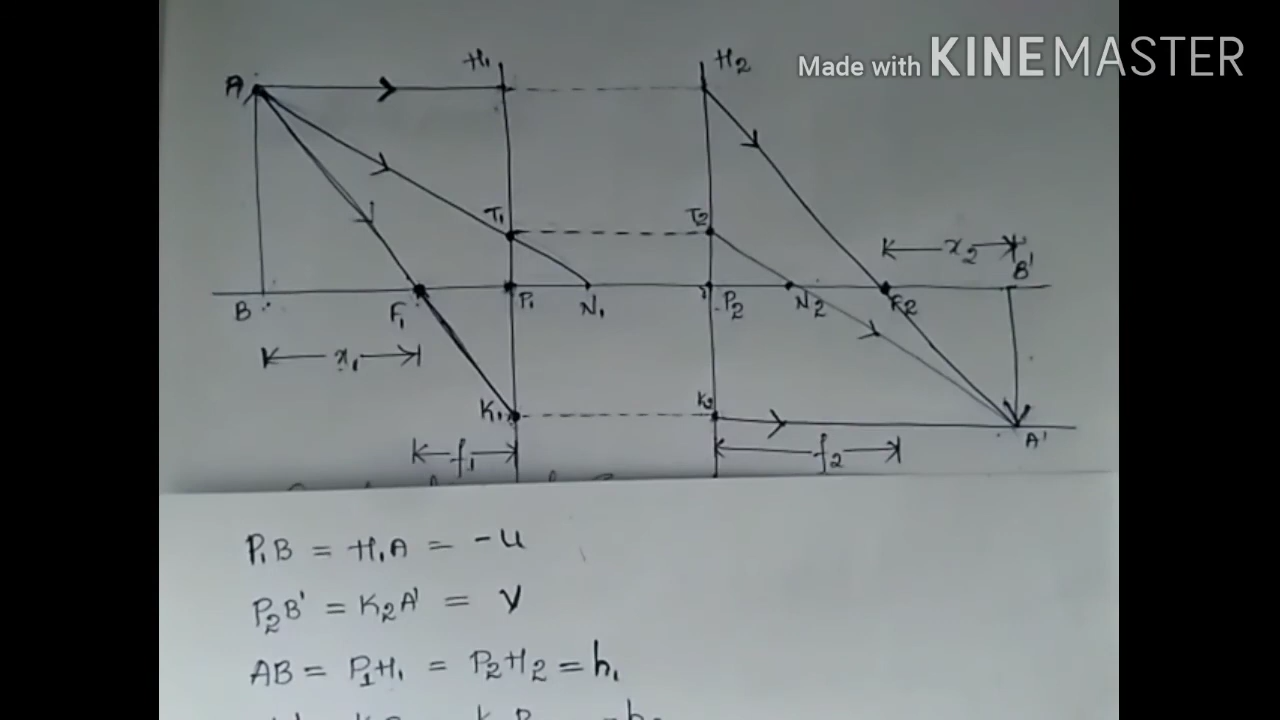 Made with KINEMASTER
H₁ H₂
A
T₁ T₂
x₂
B'
B F₁ P₁ N₁ P₂ N₂ F₂
x₁
K₁ K₂
f₁ f₂ A'
P₁B = H₁A = -u
P₂B' = K₂A' = v
AB = P₁H₁ = P₂H₂ = h₁